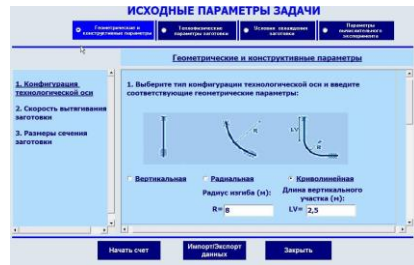 ИСХОДНЫЕ ПАРАМЕТРЫ ЗАДАЧИ
Геометрические и
конструктивные параметры
Теплофизические
параметры заготовки
Условия охлаждения
заготовки
Параметры
вычислительного
эксперимента
Геометрические и конструктивные параметры
1. Конфигурация
технологической оси
2. Скорость вытягивания
заготовки
3. Размеры сечения
заготовки
1. Выберите тип конфигурации технологической оси и введите
соответствующие геометрические параметры:
R
LV
R
Вертикальная
Радиальная
Криволинейная
Радиус изгиба (м):
Длина вертикального
участка (м):
R= 8
LV= 2,5
Начать счет
Импорт/Экспорт
данных
Закрыть